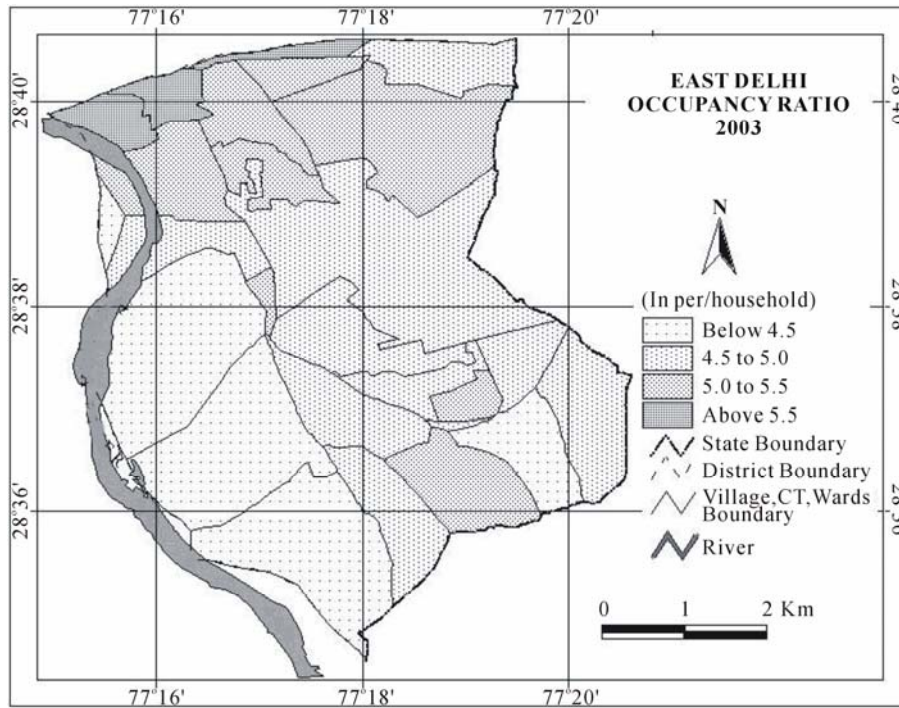 77°16' 77°18' 77°20'
28°40'
28°38'
28°36'
EAST DELHI
OCCUPANCY RATIO
2003
28°40'
28°38'
28°36'
N
(In per/household)
Below 4.5
4.5 to 5.0
5.0 to 5.5
Above 5.5
State Boundary
District Boundary
Village,CT,Wards
Boundary
River
0 1 2 Km
77°16' 77°18' 77°20'